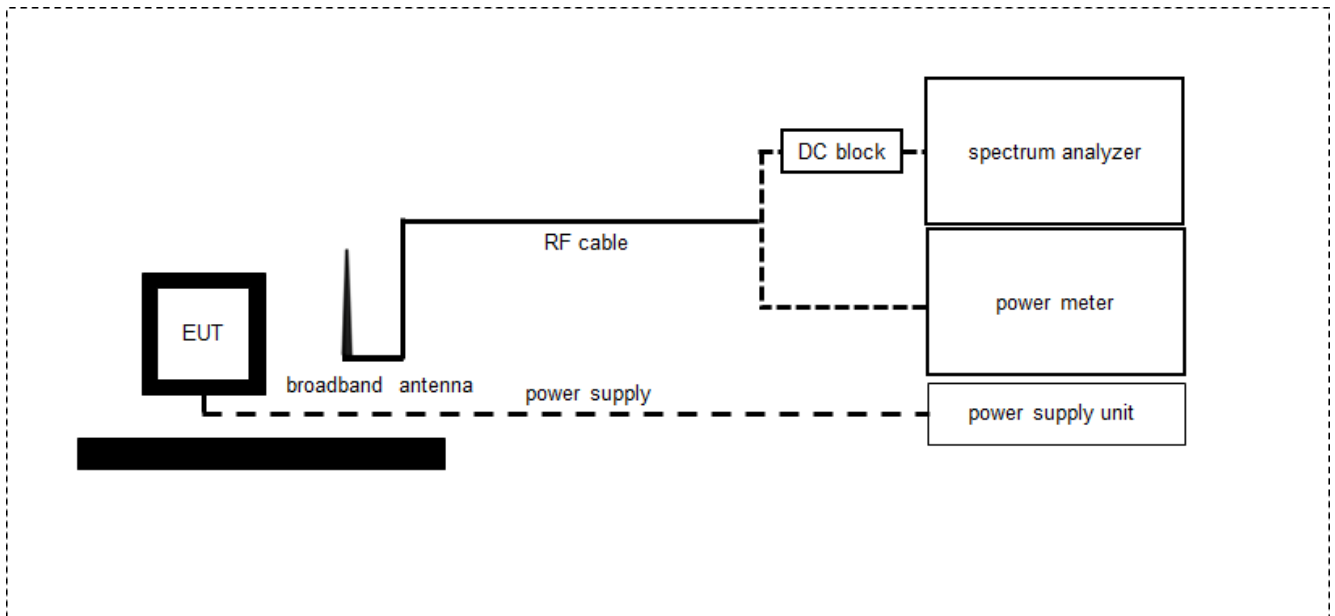 DC block
spectrum analyzer
RF cable
power meter
EUT
broadband antenna
power supply
power supply unit